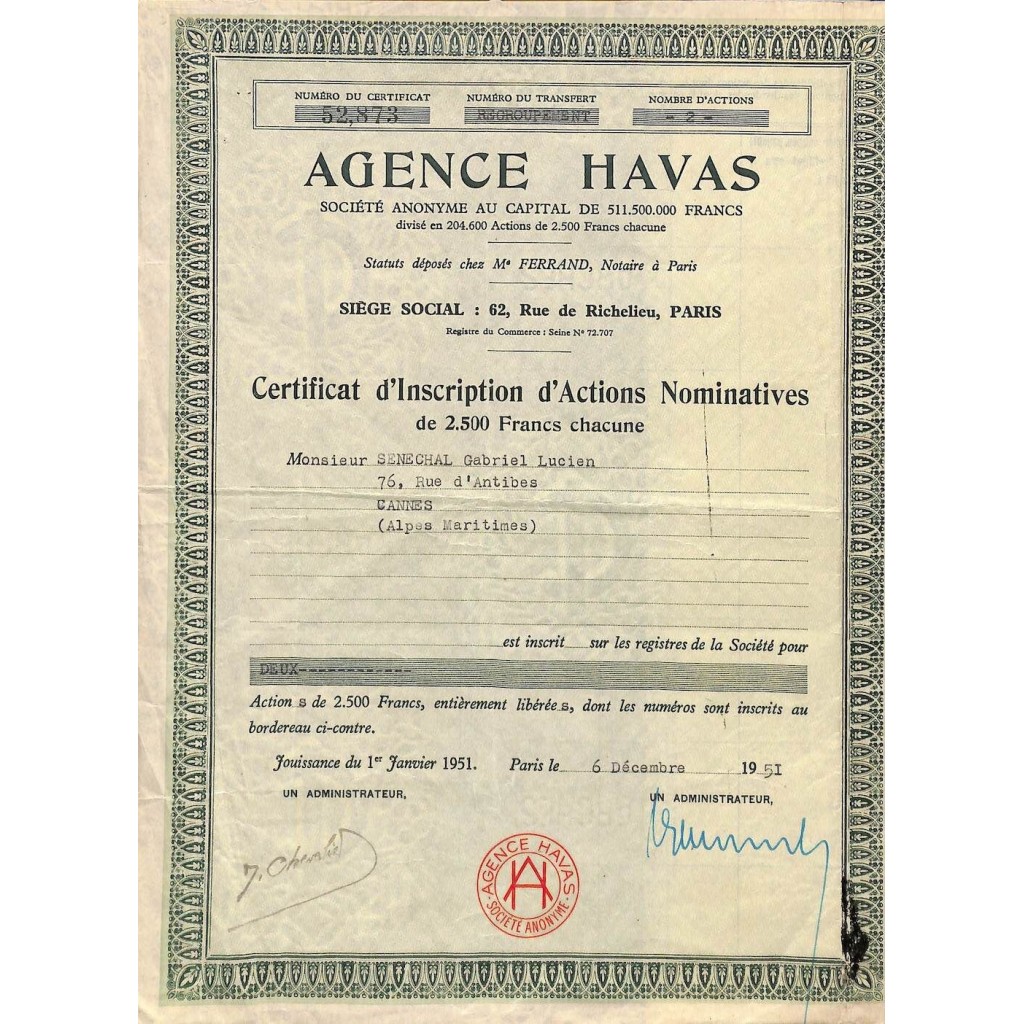 NUMÉRO DU CERTIFICAT NUMÉRO DU TRANSFERT NOMBRE D'ACTIONS
52,873 REGROUPEMENT - 2 -
AGENCE HAVAS
SOCIÉTÉ ANONYME AU CAPITAL DE 511.500.000 FRANCS
divisé en 204.600 Actions de 2.500 Francs chacune
Statuts déposés chez Me FERRAND, Notaire à Paris
SIÈGE SOCIAL : 62, Rue de Richelieu, PARIS
Registre du Commerce : Seine No 72.707
Certificat d'Inscription d'Actions Nominatives
de 2.500 Francs chacune
Monsieur SENECHAL Gabriel Lucien
76, Rue d'Antibes
CANNES
(Alpes Maritimes)
est inscrit sur les registres de la Société pour
DEUX------------
Action s de 2.500 Francs, entièrement libérée s, dont les numéros sont inscrits au
bordereau ci-contre.
Jouissance du 1er Janvier 1951. Paris le 6 Décembre 1951
UN ADMINISTRATEUR, UN ADMINISTRATEUR,
J. Chevalier
AGENCE HAVAS
HA
SOCIÉTÉ ANONYME